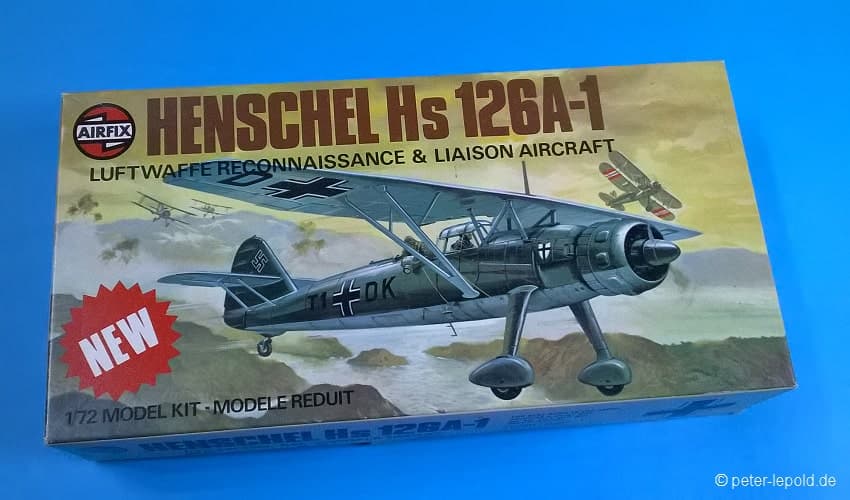 AIRFIX
HENSCHEL Hs 126A-1
LUFTWAFFE RECONNAISSANCE & LIAISON AIRCRAFT
D
T1 DK
NEW
1/72 MODEL KIT · MODELE REDUIT
HENSCHEL Hs 126A-1
© peter-lepold.de